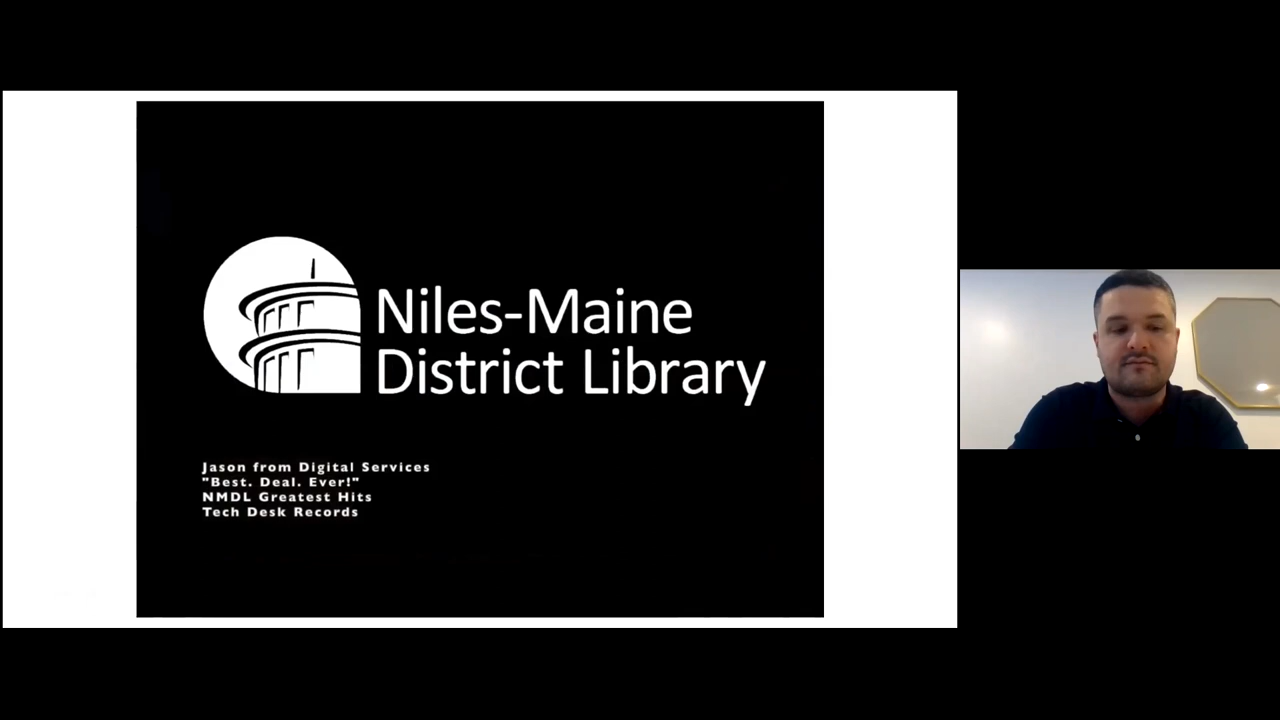 Niles-Maine
District Library
Jason from Digital Services
"Best. Deal. Ever!"
NMDL Greatest Hits
Tech Desk Records